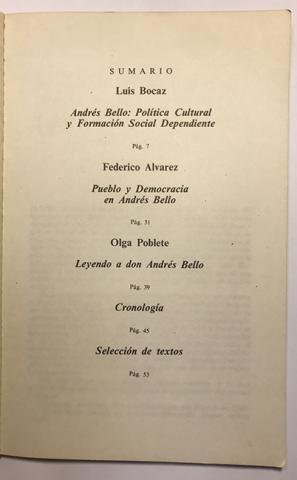 SUMARIO
Luis Bocaz
Andrés Bello: Política Cultural
y Formación Social Dependiente
Pág. 7
Federico Alvarez
Pueblo y Democracia
en Andrés Bello
Pág. 31
Olga Poblete
Leyendo a don Andrés Bello
Pág. 39
Cronología
Pág. 45
Selección de textos
Pág. 53